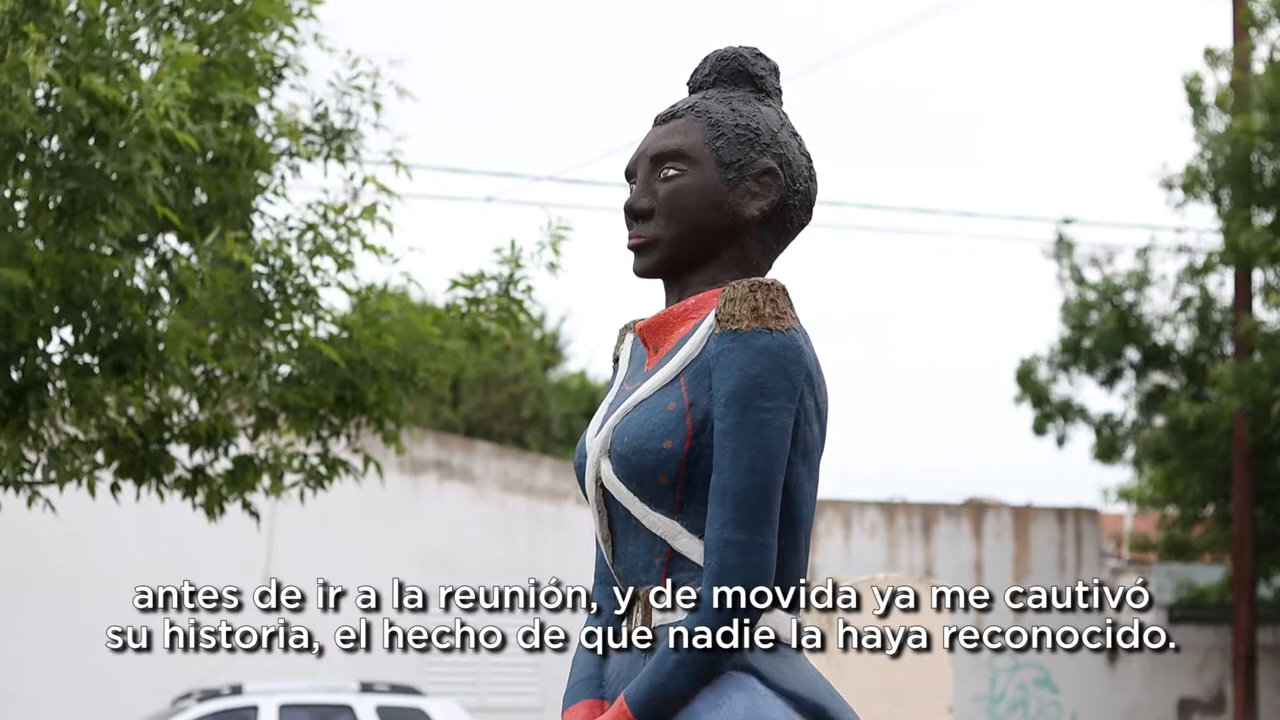 antes de ir a la reunión, y de movida ya me cautivó
su historia, el hecho de que nadie la haya reconocido.